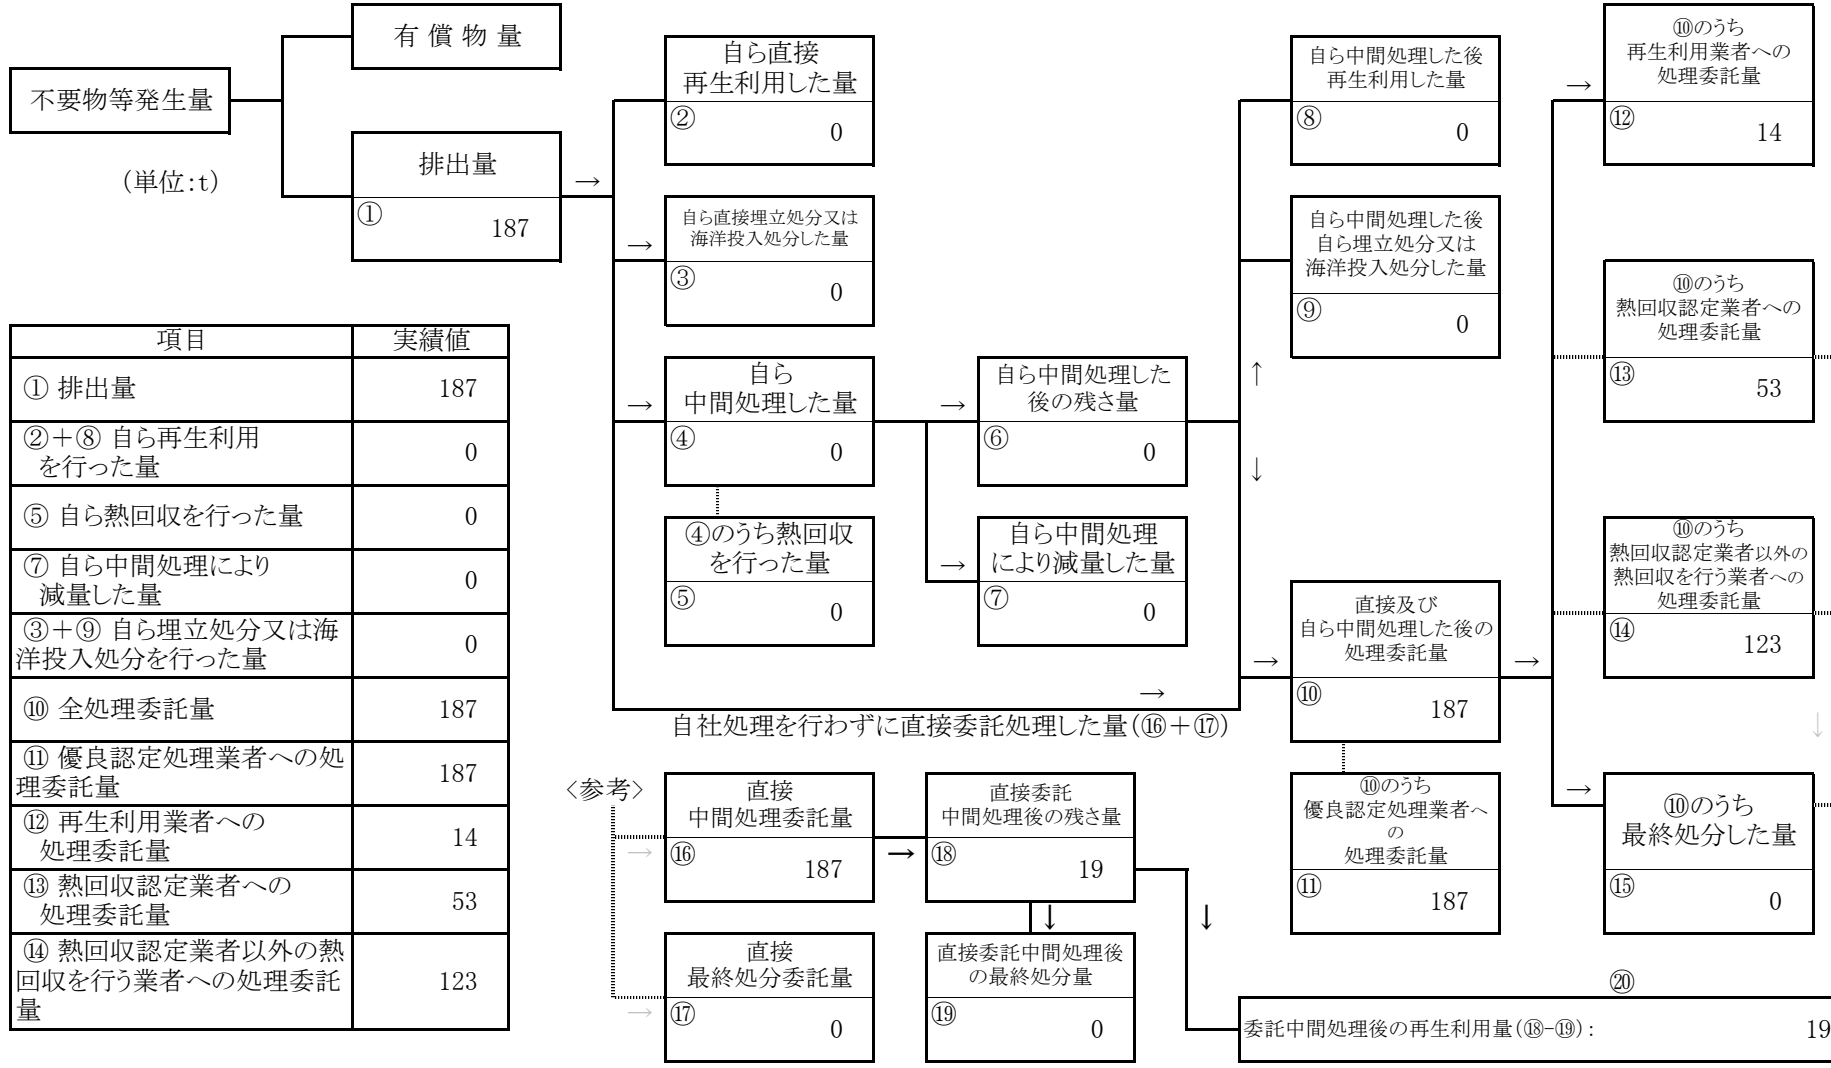 不要物等発生量
(単位:t)
有 償 物 量
排出量
①
187
→
自ら直接
再生利用した量
②
0
→
自ら直接埋立処分又は
海洋投入処分した量
③
0
→
自ら
中間処理した量
④
0
④のうち熱回収
を行った量
⑤
0
→
自ら中間処理した
後の残さ量
⑥
0
→
自ら中間処理
により減量した量
⑦
0
→
自社処理を行わずに直接委託処理した量(⑯+⑰)
自ら中間処理した後
再生利用した量
⑧
0
自ら中間処理した後
自ら埋立処分又は
海洋投入処分した量
⑨
0
↑
↓
→
直接及び
自ら中間処理した後の
処理委託量
⑩
187
⑩のうち
優良認定処理業者へ
の
処理委託量
⑪
187
→
→
⑩のうち
再生利用業者への
処理委託量
⑫
14
⑩のうち
熱回収認定業者への
処理委託量
⑬
53
⑩のうち
熱回収認定業者以外の
熱回収を行う業者への
処理委託量
⑭
123
↓
→
⑩のうち
最終処分した量
⑮
0
項目 実績値
① 排出量 187
②+⑧ 自ら再生利用
を行った量 0
⑤ 自ら熱回収を行った量 0
⑦ 自ら中間処理により
減量した量 0
③+⑨ 自ら埋立処分又は海
洋投入処分を行った量 0
⑩ 全処理委託量 187
⑪ 優良認定処理業者への処
理委託量 187
⑫ 再生利用業者への
処理委託量 14
⑬ 熱回収認定業者への
処理委託量 53
⑭ 熱回収認定業者以外の熱
回収を行う業者への処理委託
量 123
<参考>
→
直接
中間処理委託量
⑯
187
→
直接委託
中間処理後の残さ量
⑱
19
↓
↓
→
直接
最終処分委託量
⑰
0
直接委託中間処理後
の最終処分量
⑲
0
⑳
委託中間処理後の再生利用量(⑱-⑲): 19